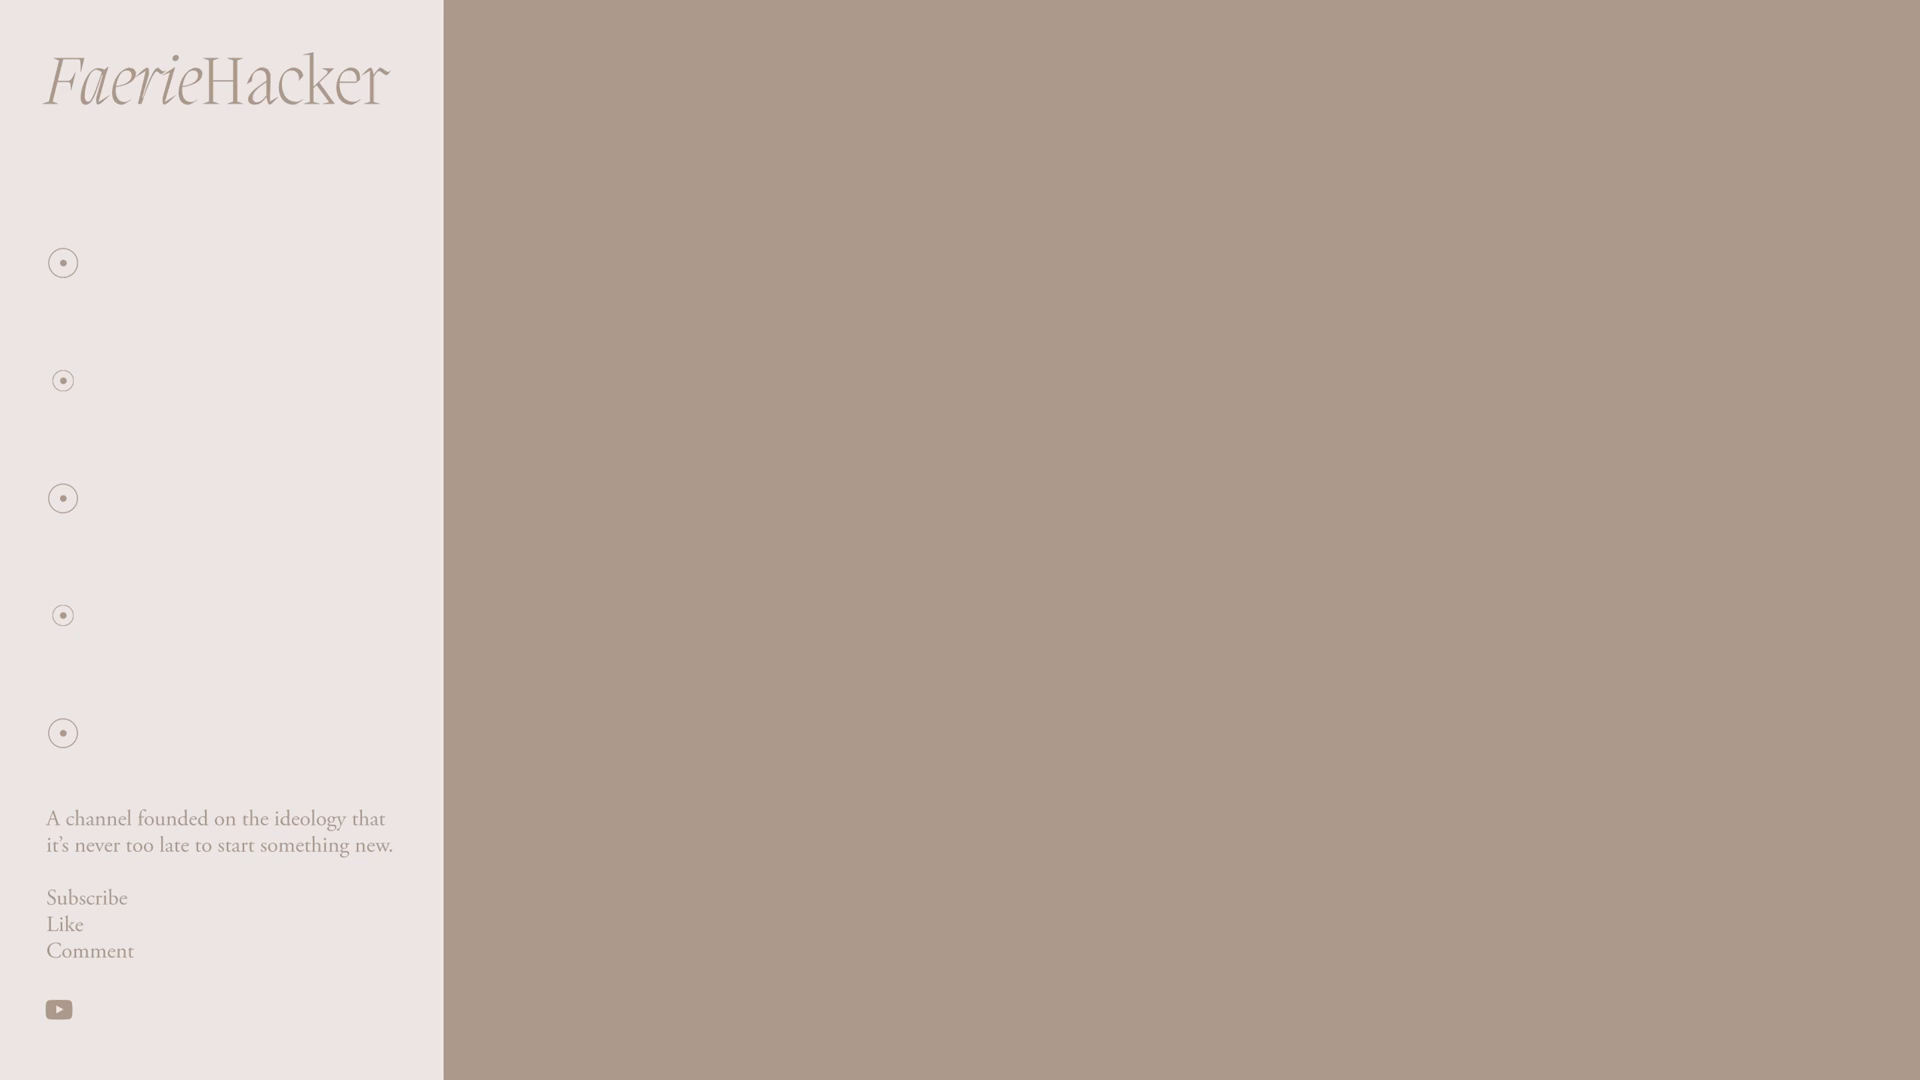 FaerieHacker
A channel founded on the ideology that
it’s never too late to start something new.
Subscribe
Like
Comment